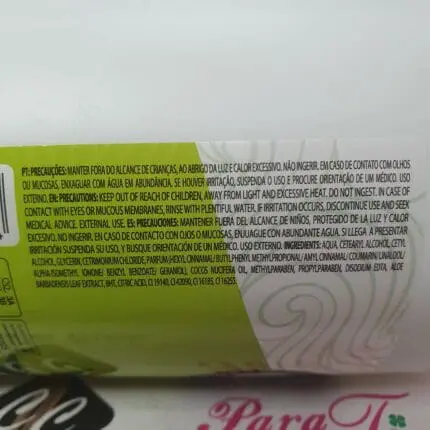 PT: PRECAUÇÕES: MANTER FORA DO ALCANCE DE CRIANÇAS, AO ABRIGO DA LUZ E CALOR EXCESSIVO. NÃO INGERIR. EM CASO DE CONTATO COM OLHOS
OU MUCOSAS, ENXAGUAR COM ÁGUA EM ABUNDÂNCIA. SE HOUVER IRRITAÇÃO, SUSPENDA O USO E PROCURE ORIENTAÇÃO DE UM MÉDICO. USO
EXTERNO. EN: PRECAUTIONS: KEEP OUT OF REACH OF CHILDREN, AWAY FROM LIGHT AND EXCESSIVE HEAT. DO NOT INGEST. IN CASE OF
CONTACT WITH EYES OR MUCOUS MEMBRANES, RINSE WITH PLENTIFUL WATER, IF IRRITATION OCCURS, DISCONTINUE USE AND SEEK
MEDICAL ADVICE. EXTERNAL USE. ES: PRECAUCIONES: MANTENER FUERA DEL ALCANCE DE NIÑOS, PROTEGIDO DE LA LUZ Y CALOR
EXCESIVO. NO INGERIR. EN CASO DE CONTACTO CON OJOS O MUCOSAS, ENJUAGUE CON ABUNDANTE AGUA. SI LLEGA A PRESENTAR
IRRITACIÓN SUSPENDA SU USO, Y BUSQUE ORIENTACIÓN DE UN MÉDICO. USO EXTERNO. INGREDIENTS: AQUA, CETEARYL ALCOHOL, CETYL
ALCOHOL, GLYCERIN, CETRIMONIUM CHLORIDE, PARFUM (HEXYL CINNAMAL/ BUTYLPHENYL METHYLPROPIONAL/ AMYL CINNAMAL/ COUMARIN/ LINALOOL/
ALPHA-ISOMETHYL IONONE/ BENZYL BENZOATE/ GERANIOL), COCOS NUCIFERA OIL, METHYLPARABEN, PROPYLPARABEN, DISODIUM EDTA, ALOE
BARBADENSIS LEAF EXTRACT, BHT, CITRIC ACID, CI 19140, CI 42090, CI 16185, CI 16255.
Para T